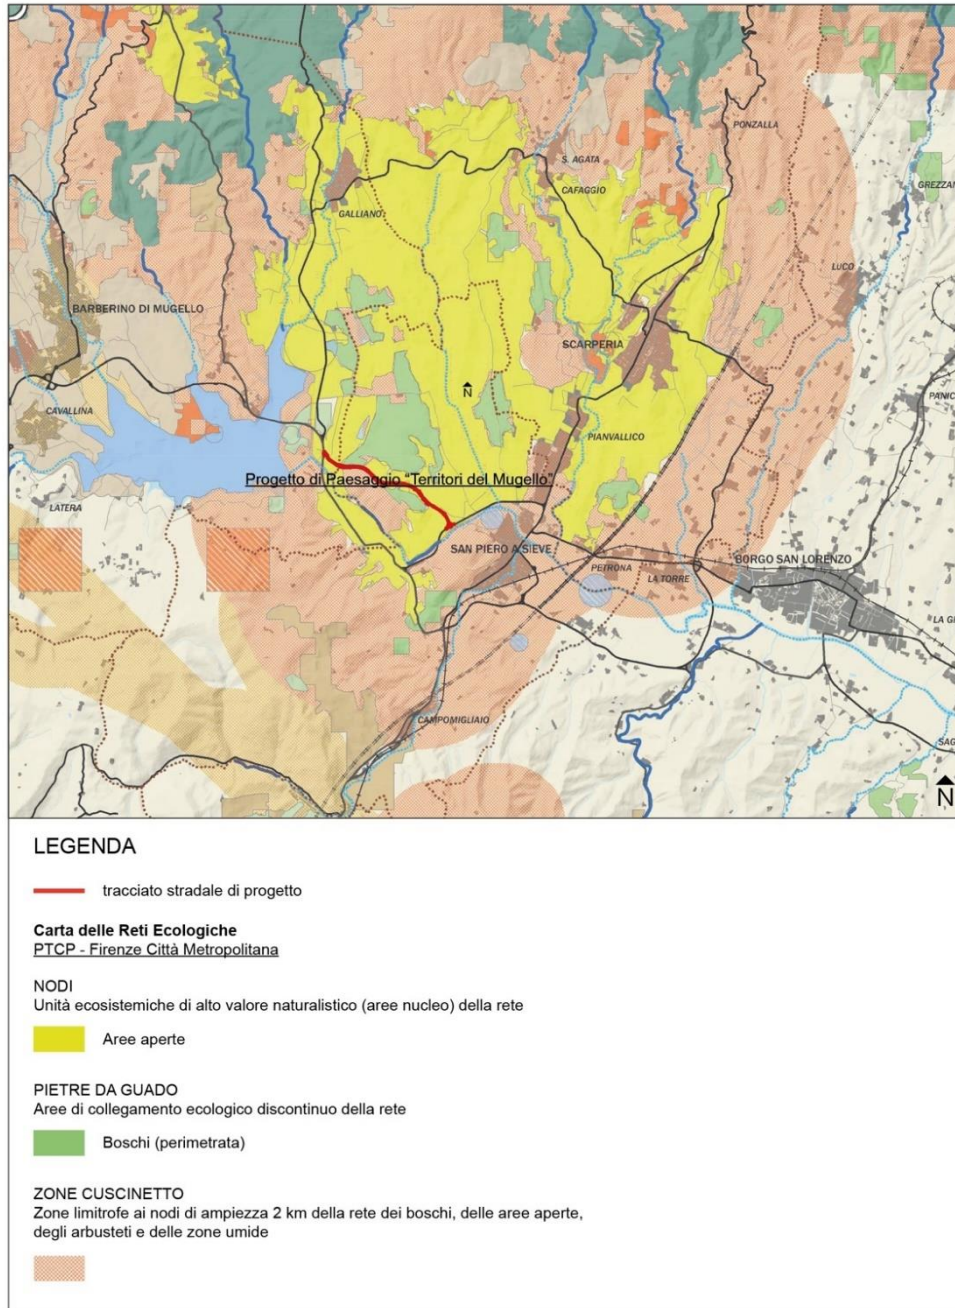 PONZALLA
S. AGATA
CAFAGGIO
GREZZAN
GALLIANO
LUCO
BARBERINO DI MUGELLO
SCARPERIA
N
PANIC
CAVALLINA
PIANVALLICO
Progetto di Paesaggio "Territori del Mugello"
LATERA
SAN PIERO A SIEVE
BORGO SAN LORENZO
PETRONA
LA TORRE
LA GI
CAMPOMIGLIAIO
SAG
N
LEGENDA
tracciato stradale di progetto
Carta delle Reti Ecologiche
PTCP - Firenze Città Metropolitana
NODI
Unità ecosistemiche di alto valore naturalistico (aree nucleo) della rete
Aree aperte
PIETRE DA GUADO
Aree di collegamento ecologico discontinuo della rete
Boschi (perimetrata)
ZONE CUSCINETTO
Zone limitrofe ai nodi di ampiezza 2 km della rete dei boschi, delle aree aperte,
degli arbusteti e delle zone umide